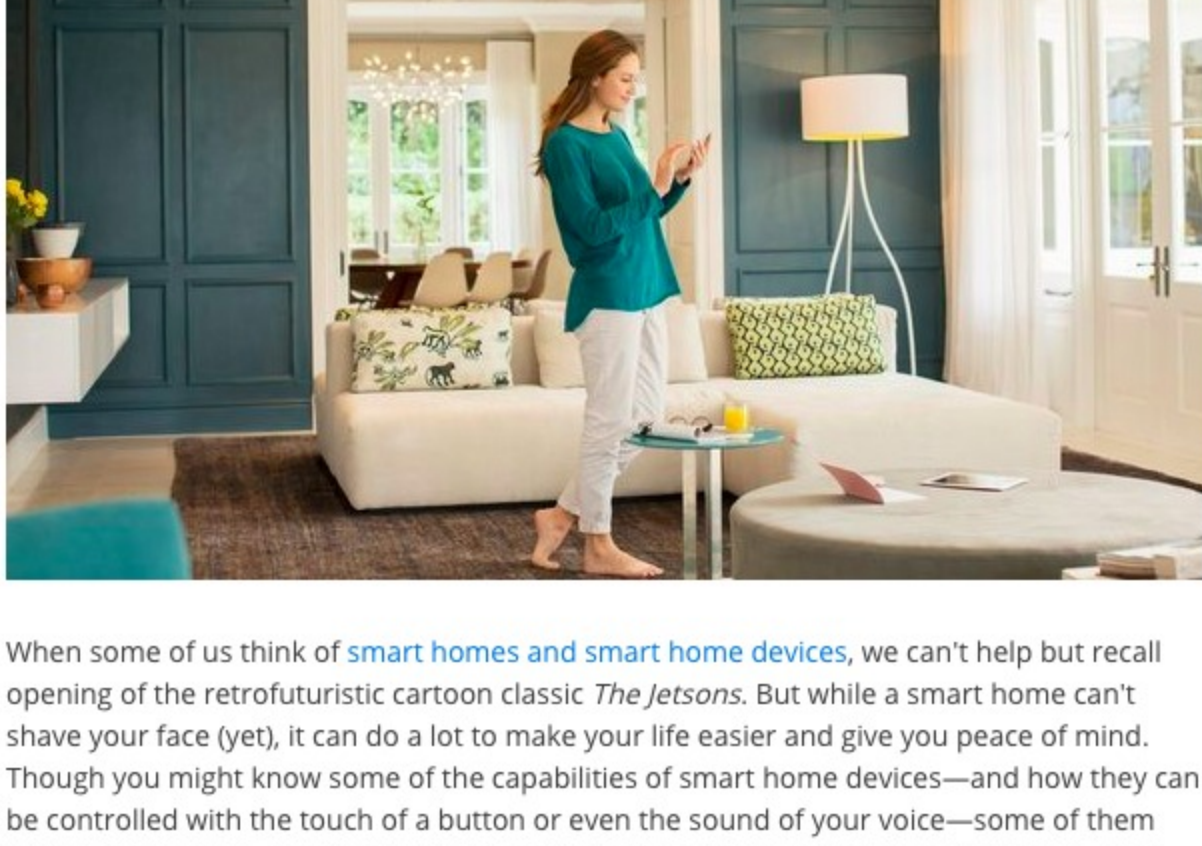 When some of us think of smart homes and smart home devices, we can't help but recall
opening of the retrofuturistic cartoon classic The Jetsons. But while a smart home can't
shave your face (yet), it can do a lot to make your life easier and give you peace of mind.
Though you might know some of the capabilities of smart home devices—and how they can
be controlled with the touch of a button or even the sound of your voice—some of them